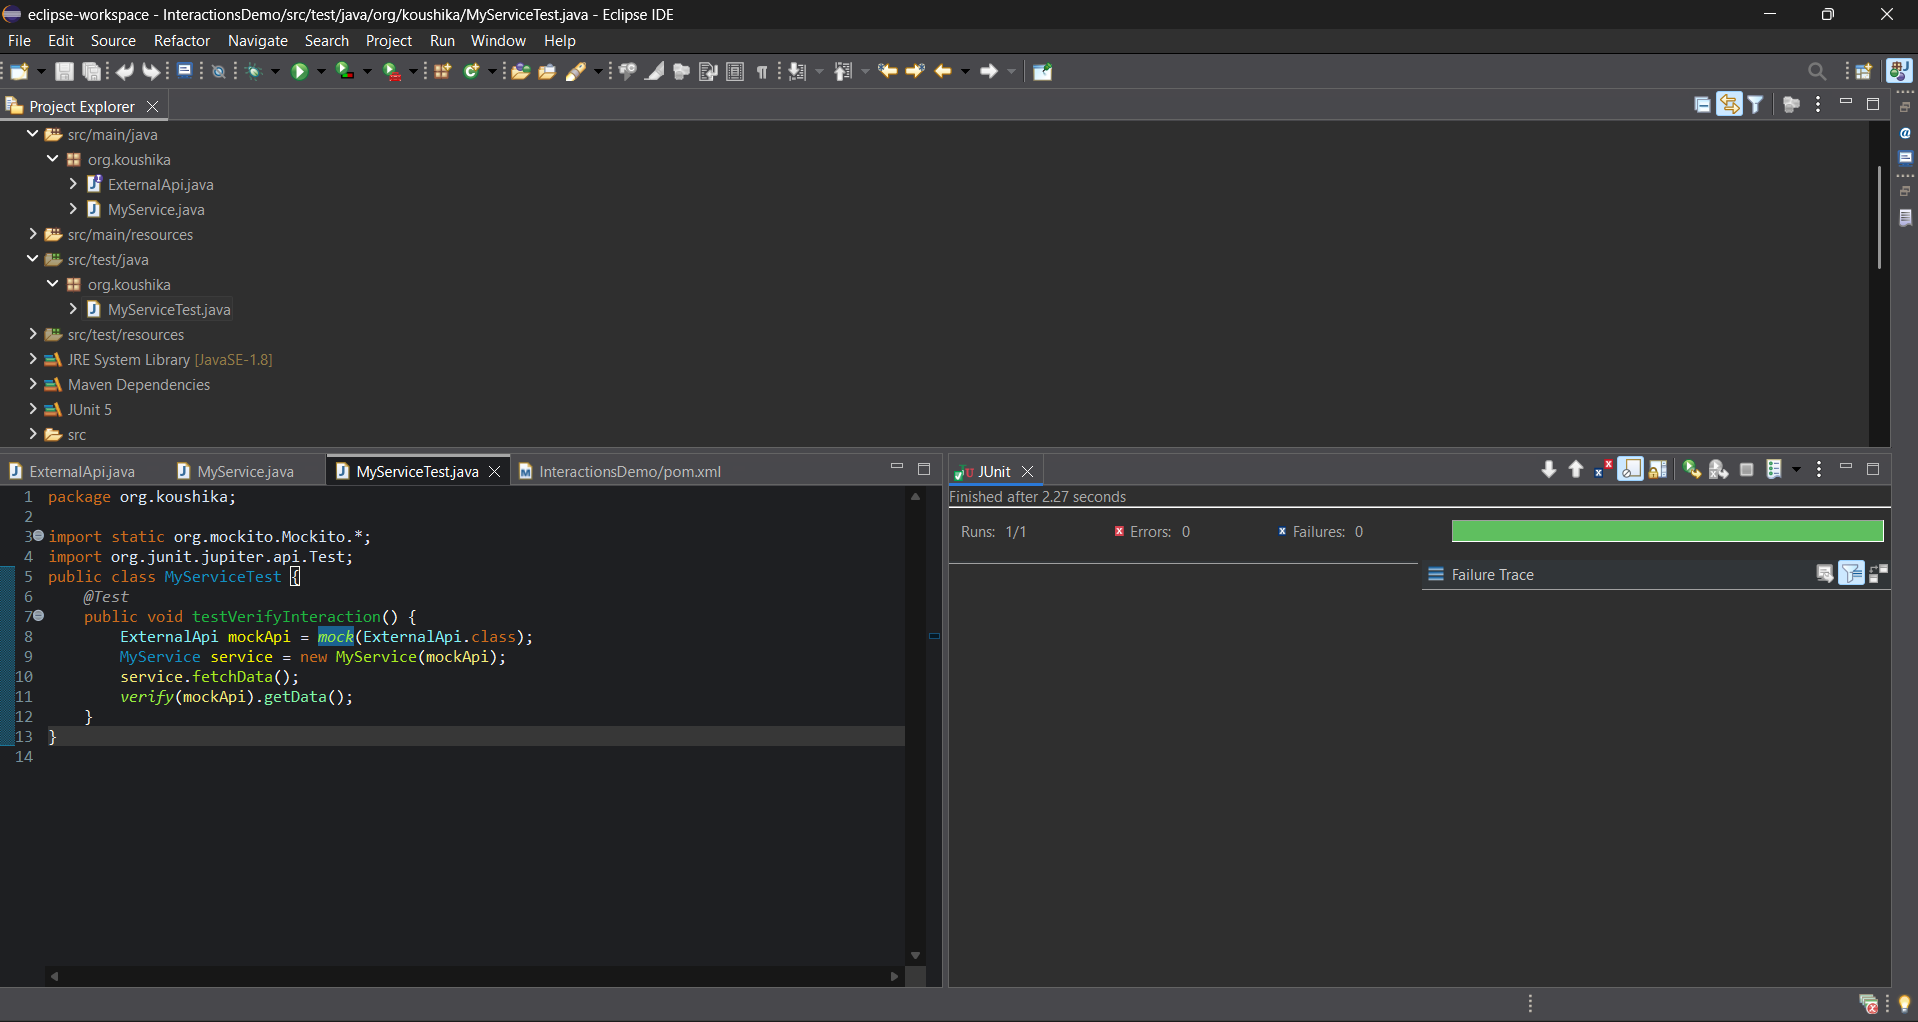 eclipse-workspace - InteractionsDemo/src/test/java/org/koushika/MyServiceTest.java - Eclipse IDE
File Edit Source Refactor Navigate Search Project Run Window Help
Project Explorer
src/main/java
org.koushika
ExternalApi.java
MyService.java
src/main/resources
src/test/java
org.koushika
MyServiceTest.java
src/test/resources
JRE System Library [JavaSE-1.8]
Maven Dependencies
JUnit 5
src
ExternalApi.java MyService.java MyServiceTest.java InteractionsDemo/pom.xml
1 package org.koushika;
2
3 import static org.mockito.Mockito.*;
4 import org.junit.jupiter.api.Test;
5 public class MyServiceTest {
6 @Test
7 public void testVerifyInteraction() {
8 ExternalApi mockApi = mock(ExternalApi.class);
9 MyService service = new MyService(mockApi);
10 service.fetchData();
11 verify(mockApi).getData();
12 }
13 }
14
JUnit
Finished after 2.27 seconds
Runs: 1/1 Errors: 0 Failures: 0
Failure Trace